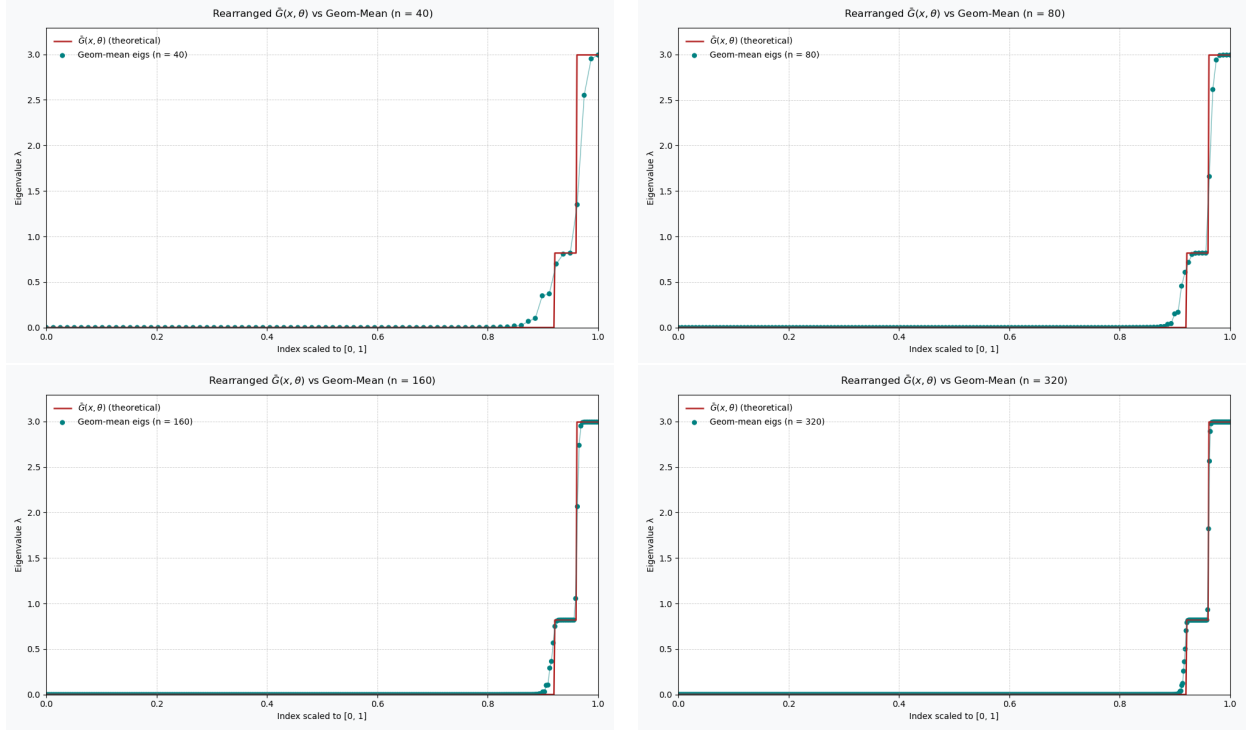 Rearranged G̃(x, θ) vs Geom-Mean (n = 40)
G̃(x, θ) (theoretical)
Geom-mean eigs (n = 40)
3.0
2.5
2.0
1.5
1.0
0.5
0.0
Eigenvalue λ
0.0 0.2 0.4 0.6 0.8 1.0
Index scaled to [0, 1]
Rearranged G̃(x, θ) vs Geom-Mean (n = 80)
G̃(x, θ) (theoretical)
Geom-mean eigs (n = 80)
3.0
2.5
2.0
1.5
1.0
0.5
0.0
Eigenvalue λ
0.0 0.2 0.4 0.6 0.8 1.0
Index scaled to [0, 1]
Rearranged G̃(x, θ) vs Geom-Mean (n = 160)
G̃(x, θ) (theoretical)
Geom-mean eigs (n = 160)
3.0
2.5
2.0
1.5
1.0
0.5
0.0
Eigenvalue λ
0.0 0.2 0.4 0.6 0.8 1.0
Index scaled to [0, 1]
Rearranged G̃(x, θ) vs Geom-Mean (n = 320)
G̃(x, θ) (theoretical)
Geom-mean eigs (n = 320)
3.0
2.5
2.0
1.5
1.0
0.5
0.0
Eigenvalue λ
0.0 0.2 0.4 0.6 0.8 1.0
Index scaled to [0, 1]